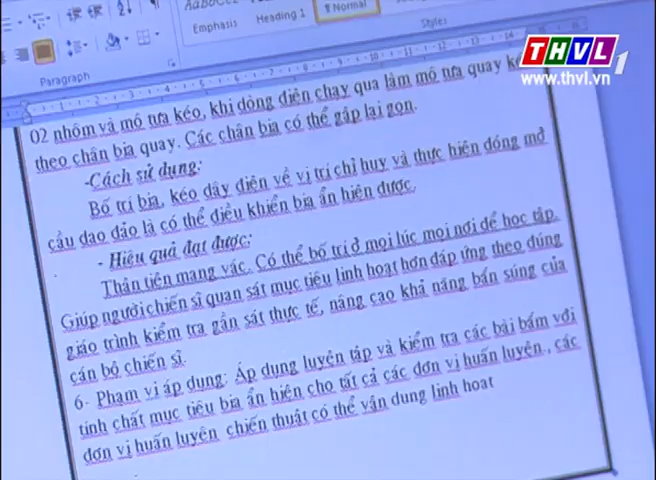 AaBbCcL
Emphasis
Heading 1
¶ Normal
Paragraph
Styles
THVL1
www.thvl.vn
02 nhôm và mô tưa kéo, khi dòng điện chạy qua làm mô tưa quay
theo chân bia quay. Các chân bia có thể gập lại gọn.
-Cách sử dụng:
Bố trí bia, kéo dây điện về vị trí chỉ huy và thực hiện đóng mở
cầu dao đảo là có thể điều khiển bia ẩn hiện được.
- Hiệu quả đạt được:
Thân tiên mang vác. Có thể bố trí ở mọi lúc mọi nơi để học tập.
Giúp người chiến sĩ quan sát mục tiêu linh hoạt hơn đáp ứng theo đúng
giáo trình kiểm tra gần sát thực tế, nâng cao khả năng bắn súng của
cán bộ chiến sĩ.
6- Phạm vi áp dụng: Áp dụng luyện tập và kiểm tra các bài bấm với
tính chất mục tiêu bia ẩn hiện cho tất cả các đơn vị huấn luyện., các
đơn vị huấn luyện chiến thuật có thể vận dung linh hoạt